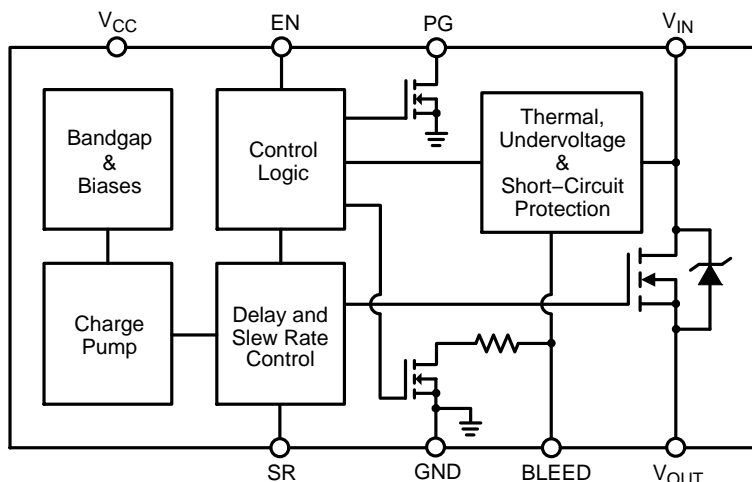 VCC
EN
PG
VIN
Bandgap
&
Biases
Control
Logic
Thermal,
Undervoltage
&
Short−Circuit
Protection
Charge
Pump
Delay and
Slew Rate
Control
SR
GND
BLEED
VOUT